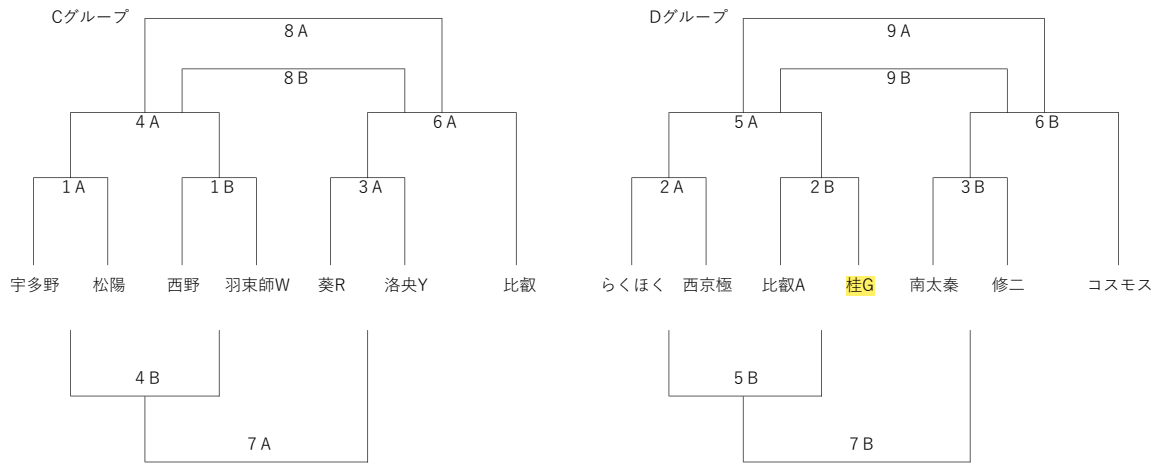 Cグループ
Dグループ
8A
9A
8B
9B
4A
6A
5A
6B
1A
1B
3A
2A
2B
3B
宇多野
松陽
西野
羽束師W
葵R
洛央Y
比叡
らくほく
西京極
比叡A
桂G
南太秦
修二
コスモス
4B
5B
7A
7B